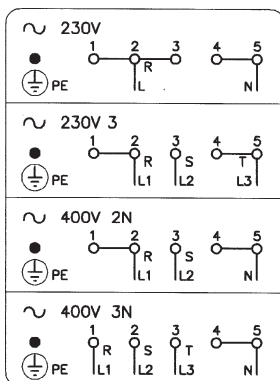 ~ 230V
1 2 3 4 5
R
PE L N
~ 230V 3
1 2 3 4 5
R S T
PE L1 L2 L3
~ 400V 2N
1 2 3 4 5
R S
PE L1 L2 N
~ 400V 3N
1 2 3 4 5
R S T
PE L1 L2 L3 N